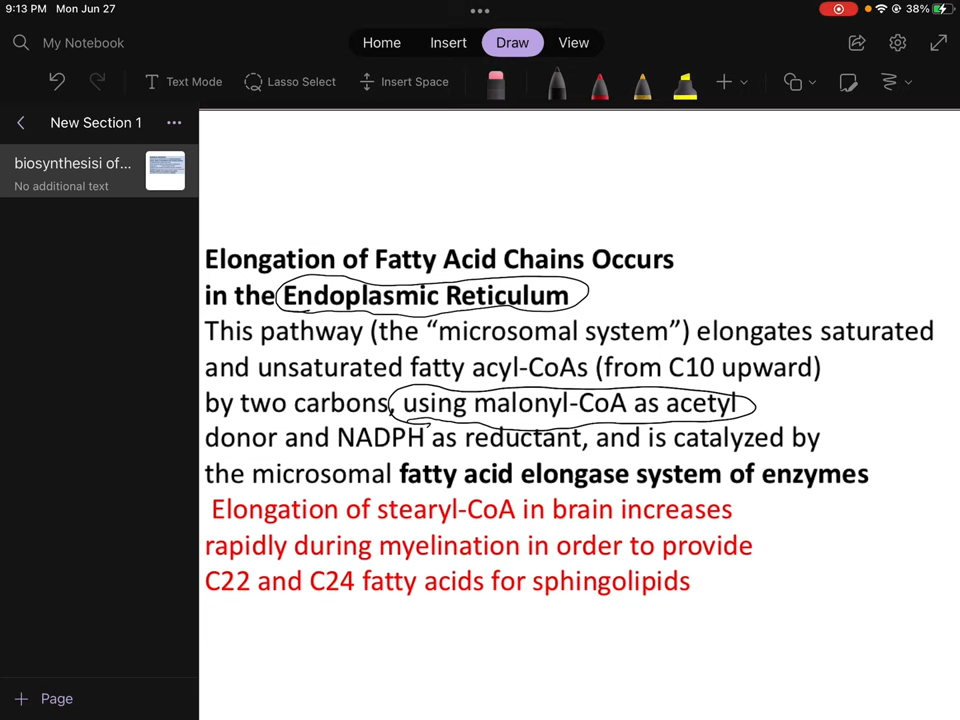 9:13 PM Mon Jun 27
38%
My Notebook
Home Insert Draw View
Text Mode Lasso Select Insert Space
New Section 1
biosynthesisi of...
No additional text
Elongation of Fatty Acid Chains Occurs
in the Endoplasmic Reticulum
This pathway (the “microsomal system”) elongates saturated
and unsaturated fatty acyl-CoAs (from C10 upward)
by two carbons, using malonyl-CoA as acetyl
donor and NADPH as reductant, and is catalyzed by
the microsomal fatty acid elongase system of enzymes
Elongation of stearyl-CoA in brain increases
rapidly during myelination in order to provide
C22 and C24 fatty acids for sphingolipids
Page